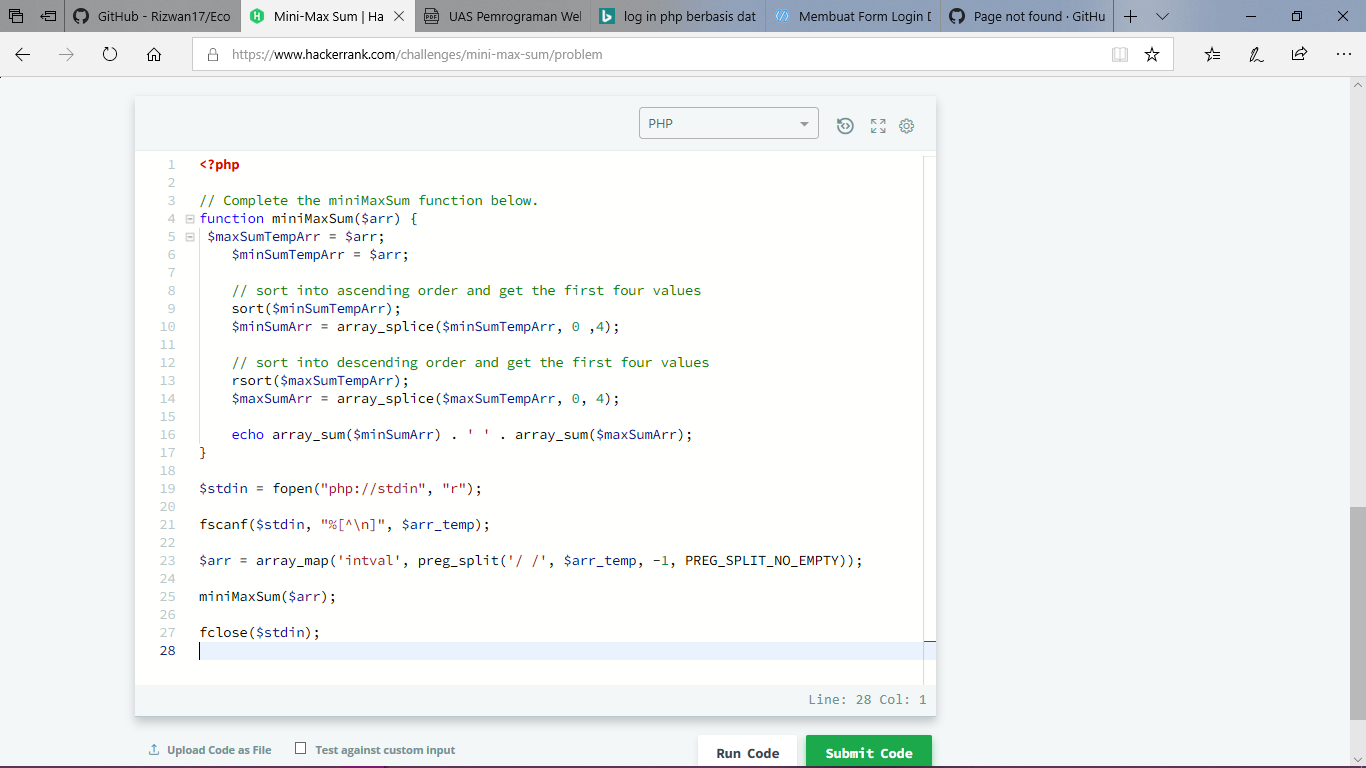 GitHub - Rizwan17/Eco
Mini-Max Sum | Ha
UAS Pemrograman Wel
log in php berbasis dat
Membuat Form Login D
Page not found · GitHu
https://www.hackerrank.com/challenges/mini-max-sum/problem
PHP
1 <?php
2
3 // Complete the miniMaxSum function below.
4 function miniMaxSum($arr) {
5 $maxSumTempArr = $arr;
6 $minSumTempArr = $arr;
7
8 // sort into ascending order and get the first four values
9 sort($minSumTempArr);
10 $minSumArr = array_splice($minSumTempArr, 0 ,4);
11
12 // sort into descending order and get the first four values
13 rsort($maxSumTempArr);
14 $maxSumArr = array_splice($maxSumTempArr, 0, 4);
15
16 echo array_sum($minSumArr) . ' ' . array_sum($maxSumArr);
17 }
18
19 $stdin = fopen("php://stdin", "r");
20
21 fscanf($stdin, "%[^\n]", $arr_temp);
22
23 $arr = array_map('intval', preg_split('/ /', $arr_temp, -1, PREG_SPLIT_NO_EMPTY));
24
25 miniMaxSum($arr);
26
27 fclose($stdin);
28
Line: 28 Col: 1
Upload Code as File
Test against custom input
Run Code
Submit Code